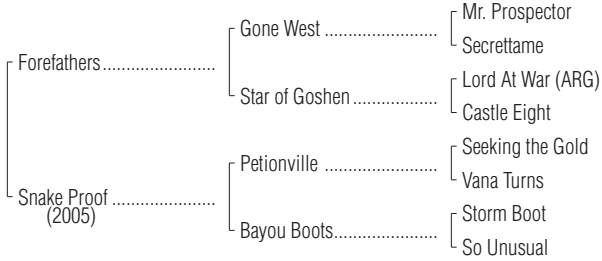 Mr. Prospector
Gone West ........................
Secrettame
Forefathers........................
Lord At War (ARG)
Star of Goshen ..................
Castle Eight
Seeking the Gold
Petionville ........................
Vana Turns
Snake Proof ......................
(2005)
Storm Boot
Bayou Boots......................
So Unusual